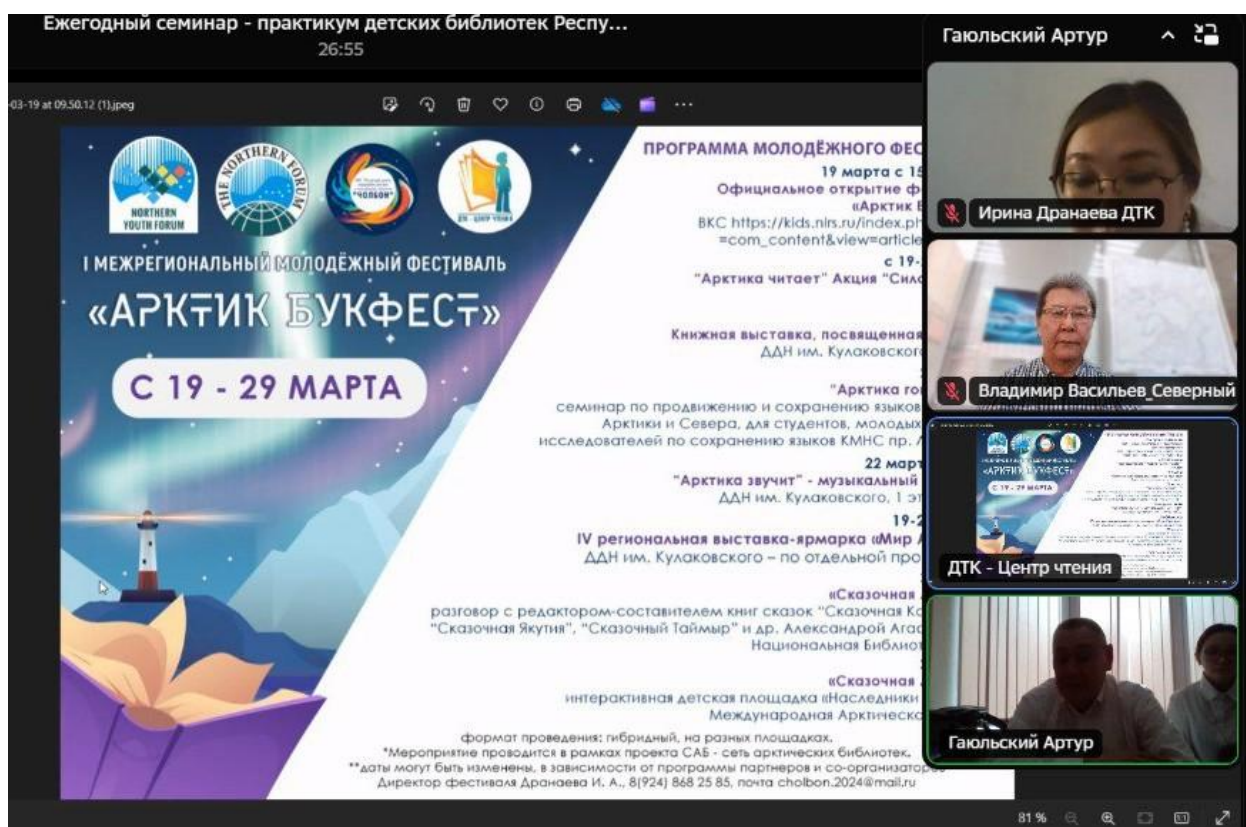 Ежегодный семинар - практикум детских библиотек Респу...
26:55
-03-19 at 09.50.12 (1).jpeg
NORTHERN
YOUTH FORUM
THE NORTHERN FORUM
"ЧОЛБОН"
ДТК - ЦЕНТР ЧТЕНИЯ
I МЕЖРЕГИОНАЛЬНЫЙ МОЛОДЁЖНЫЙ ФЕСТИВАЛЬ
«АРКТИК БУКФЕСТ»
С 19 - 29 МАРТА
ПРОГРАММА МОЛОДЁЖНОГО ФЕС
19 марта с 15
Официальное открытие ф
«Арктик Б
ВКС https://kids.nlrs.ru/index.ph
=com_content&view=article
с 19-
"Арктика читает" Акция "Сило
Книжная выставка, посвященная
ДДН им. Кулаковског
"Арктика го
семинар по продвижению и сохранению языков
Арктики и Севера, для студентов, молодых
исследователей по сохранению языков КМНС пр.
22 март
"Арктика звучит" - музыкальный
ДДН им. Кулаковского, 1 эт
19-2
IV региональная выставка-ярмарка «Мир А
ДДН им. Кулаковского – по отдельной про
«Сказочная
разговор с редактором-составителем книг сказок "Сказочная Ко
"Сказочная Якутия", "Сказочный Таймыр" и др. Александрой Агас
Национальная Библиот
«Сказочная
интерактивная детская площадка «Наследники
Международная Арктическо
формат проведения: гибридный, на разных площадках.
*Мероприятие проводится в рамках проекта САБ - сеть арктических библиотек.
**даты могут быть изменены, в зависимости от программы партнеров и со-организаторов
Директор фестиваля Дранаева И. А., 8(924) 868 25 85, почта cholbon.2024@mail.ru
81 %
Гаюльский Артур
Ирина Дранаева ДТК
Владимир Васильев_Северный
«АРКТИК БУКФЕСТ»
С 19 - 29 МАРТА
ДТК - Центр чтения
Гаюльский Артур